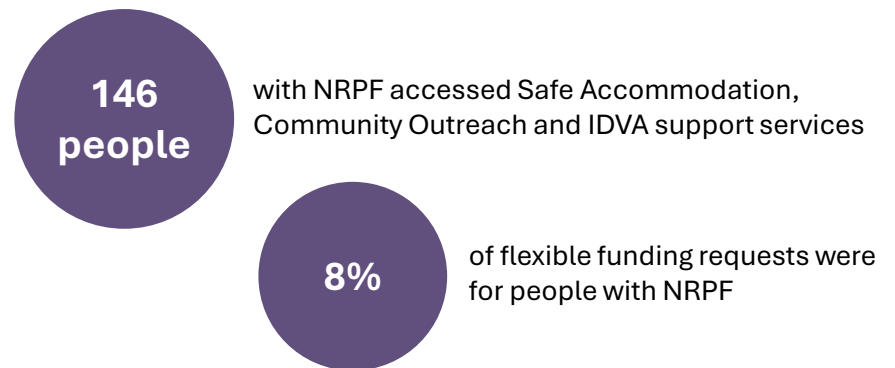 146
people
with NRPF accessed Safe Accommodation,
Community Outreach and IDVA support services
8%
of flexible funding requests were
for people with NRPF